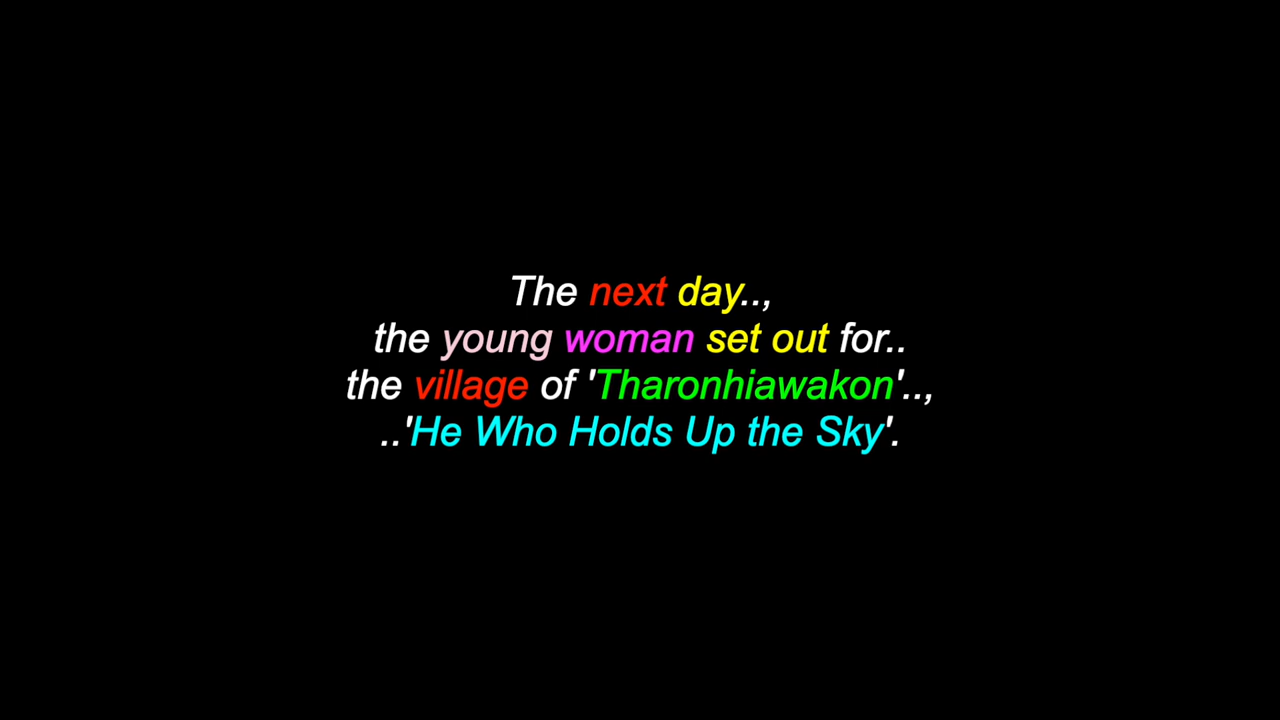 The next day..,
the young woman set out for..
the village of 'Tharonhiawakon'..,
..'He Who Holds Up the Sky'.